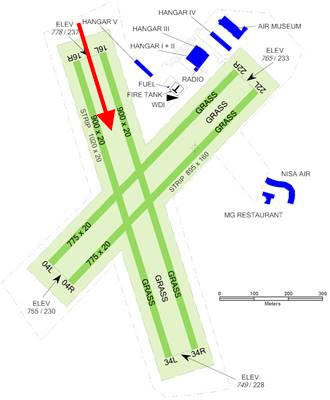 ELEV
778 / 237
HANGAR V
HANGAR IV
HANGAR III
HANGAR I + II
AIR MUSEUM
ELEV
765 / 233
RADIO
FUEL
FIRE TANK
WDI
16R
16L
22R
22L
900 x 20
900 x 20
STRIP 1020 x 20
GRASS
GRASS
GRASS
STRIP 895 x 160
NISA AIR
MG RESTAURANT
775 x 20
775 x 20
04L
04R
ELEV
755 / 230
GRASS
GRASS
GRASS
34L
34R
ELEV
749 / 228
0 100 200 300
Meters